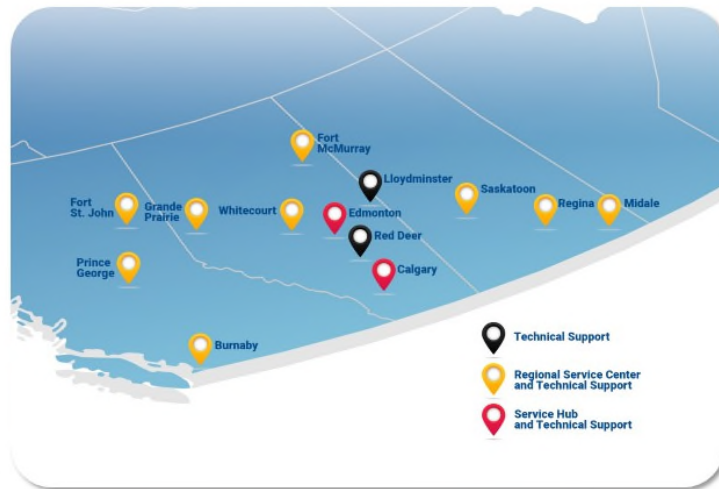 Fort
McMurray
Lloydminster
Saskatoon
Fort
St. John
Grande
Prairie
Whitecourt
Edmonton
Regina
Midale
Red Deer
Prince
George
Calgary
Burnaby
Technical Support
Regional Service Center
and Technical Support
Service Hub
and Technical Support